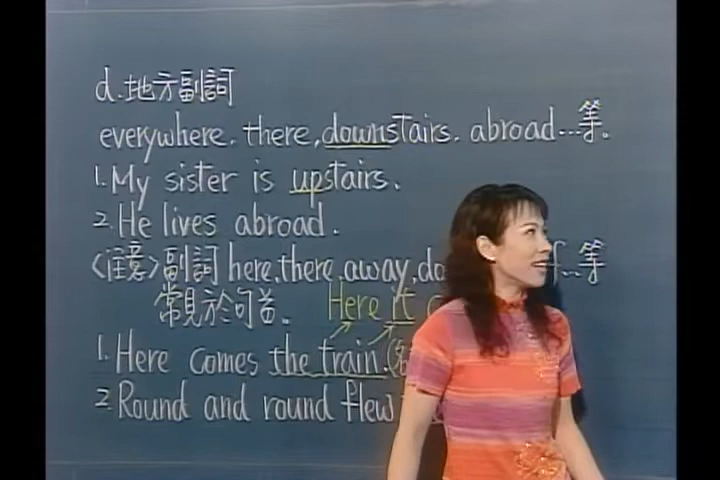 d.地方副詞
everywhere. there, downstairs. abroad...等。
1. My sister is upstairs.
2. He lives abroad.
<注意>副詞 here, there, away, do f...等
常見於句首。 Here it
1. Here comes the train.
2. Round and round flew